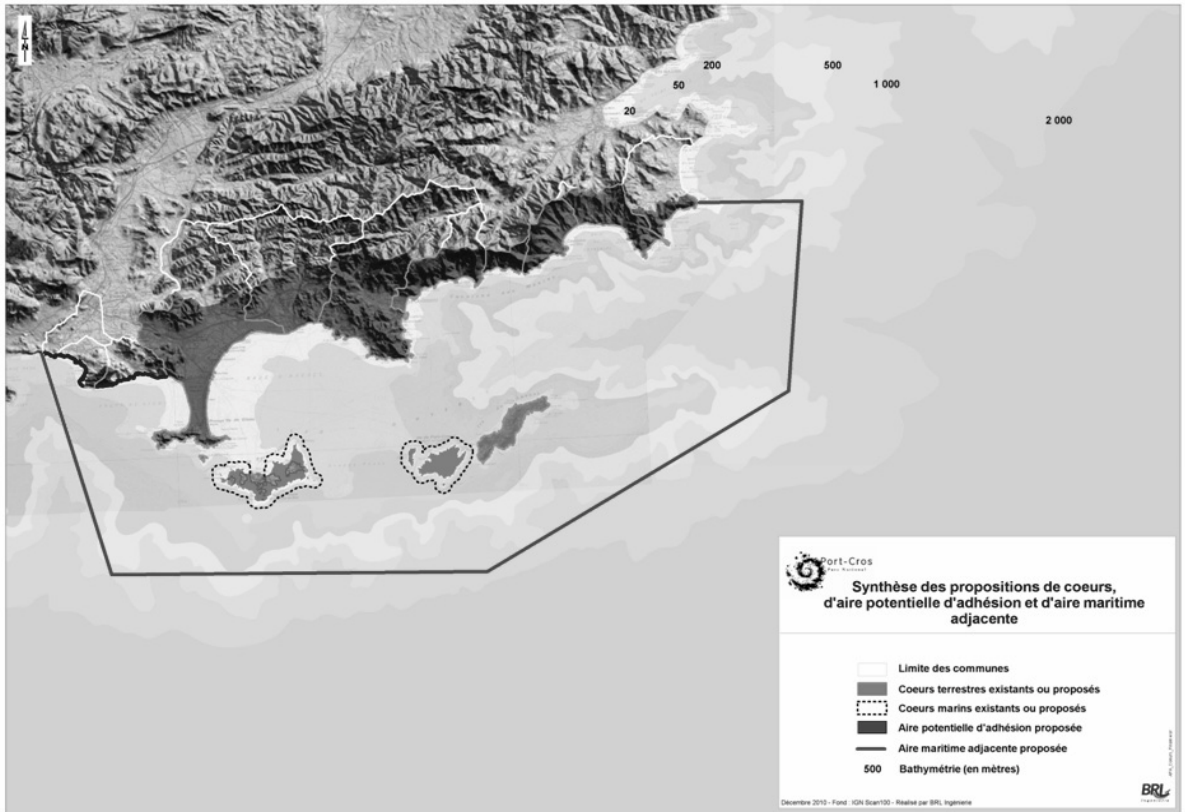 200
500
50
1 000
20
2 000
Port-Cros
Parc National
Synthèse des propositions de coeurs,
d'aire potentielle d'adhésion et d'aire maritime
adjacente
Limite des communes
Coeurs terrestres existants ou proposés
Coeurs marins existants ou proposés
Aire potentielle d'adhésion proposée
Aire maritime adjacente proposée
500 Bathymétrie (en mètres)
BRL
Ingénierie
Décembre 2010 - Fond : IGN Scan100 - Réalisé par BRL Ingénierie